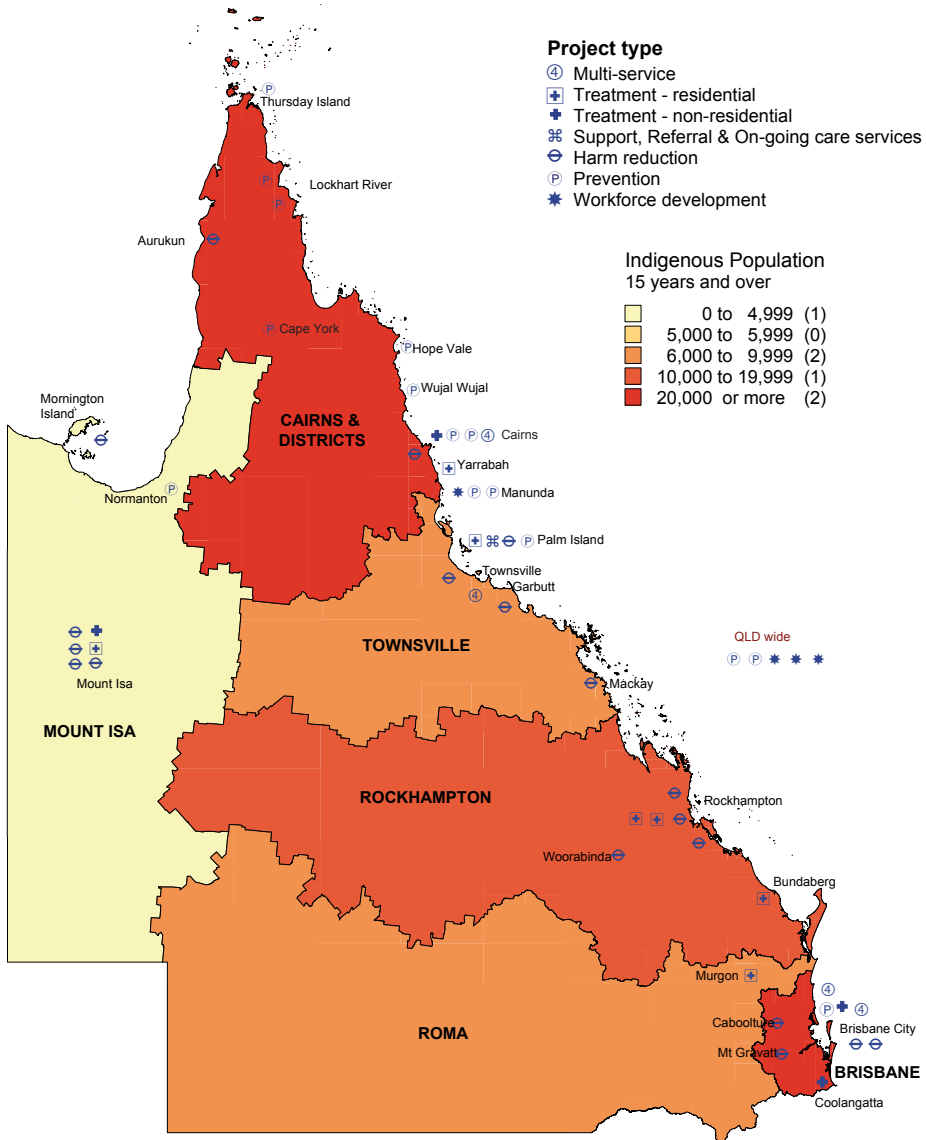 Project type
④ Multi-service
Treatment - residential
Treatment - non-residential
⌘ Support, Referral & On-going care services
Harm reduction
Ⓟ Prevention
Workforce development
Indigenous Population
15 years and over
0 to 4,999 (1)
5,000 to 5,999 (0)
6,000 to 9,999 (2)
10,000 to 19,999 (1)
20,000 or more (2)
Ⓟ
Thursday Island
Ⓟ
Lockhart River
Ⓟ
Aurukun
Ⓟ Cape York
Ⓟ Hope Vale
Ⓟ Wujal Wujal
Mornington
Island
CAIRNS &
DISTRICTS
Ⓟ Ⓟ ④ Cairns
Yarrabah
Normanton Ⓟ
Ⓟ Ⓟ Manunda
⌘ Ⓟ Palm Island
Townsville
④ Garbutt
Mount Isa
TOWNSVILLE
QLD wide
Ⓟ Ⓟ
Mackay
MOUNT ISA
ROCKHAMPTON
Rockhampton
Woorabinda
Bundaberg
Murgon
④
Ⓟ ④
Caboolture
Brisbane City
ROMA
Mt Gravatt
BRISBANE
Coolangatta